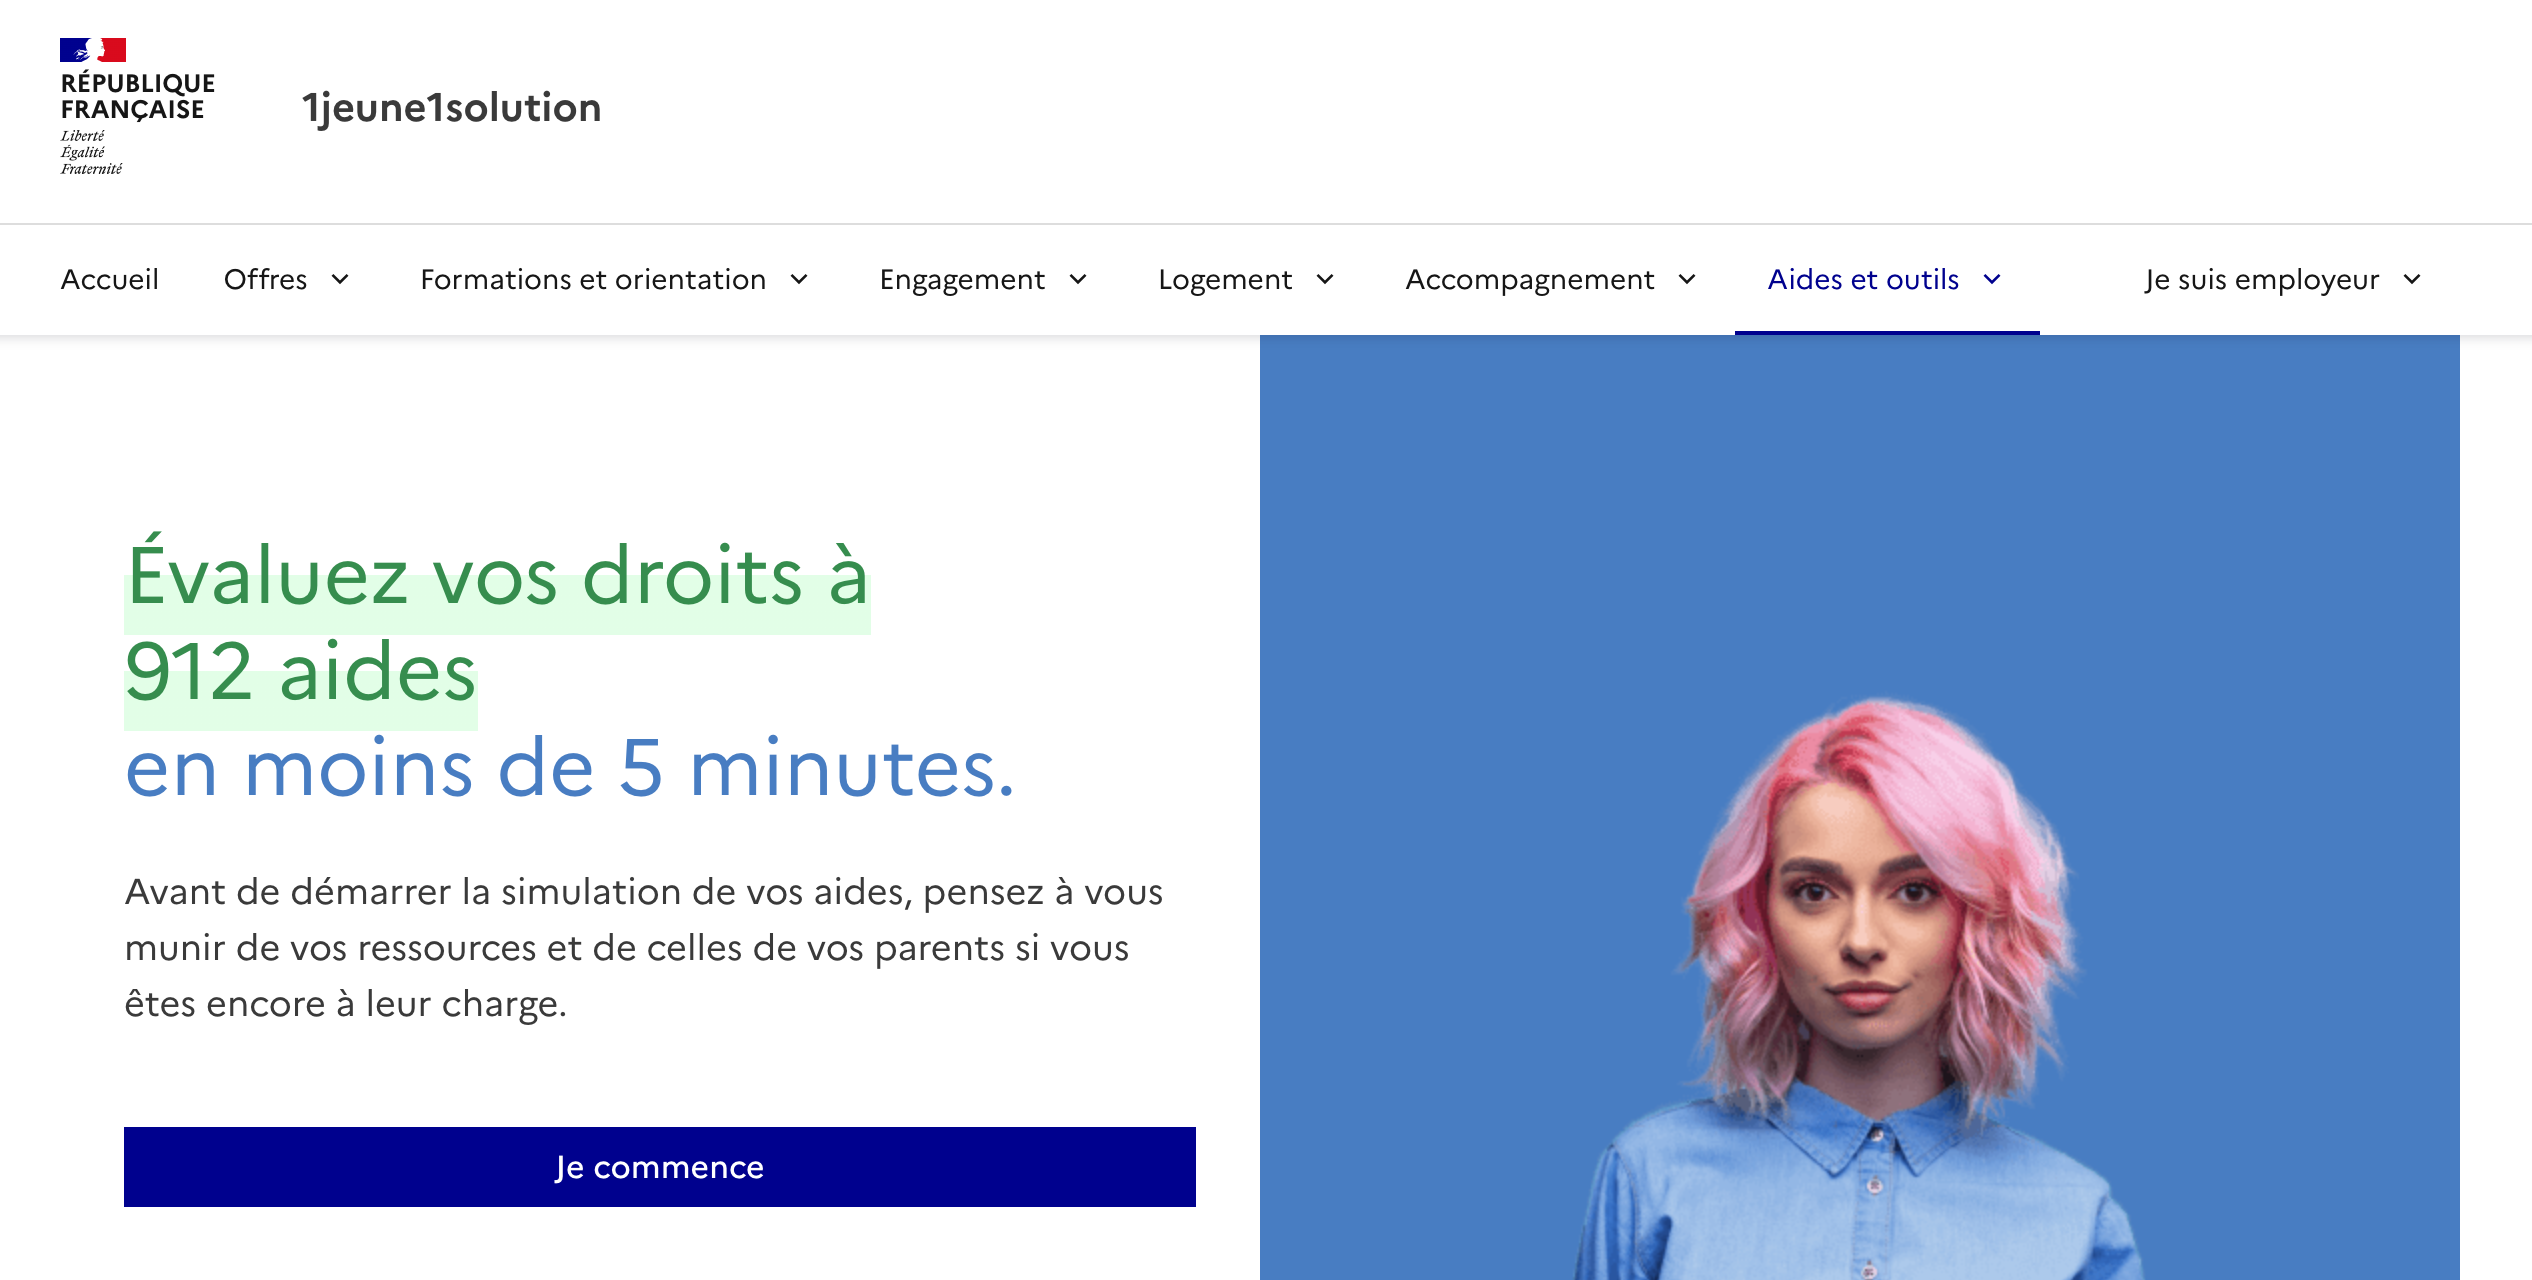 RÉPUBLIQUE
FRANÇAISE
Liberté
Égalité
Fraternité
1jeune1solution
Accueil Offres Formations et orientation Engagement Logement Accompagnement Aides et outils Je suis employeur
Évaluez vos droits à
912 aides
en moins de 5 minutes.
Avant de démarrer la simulation de vos aides, pensez à vous
munir de vos ressources et de celles de vos parents si vous
êtes encore à leur charge.
Je commence